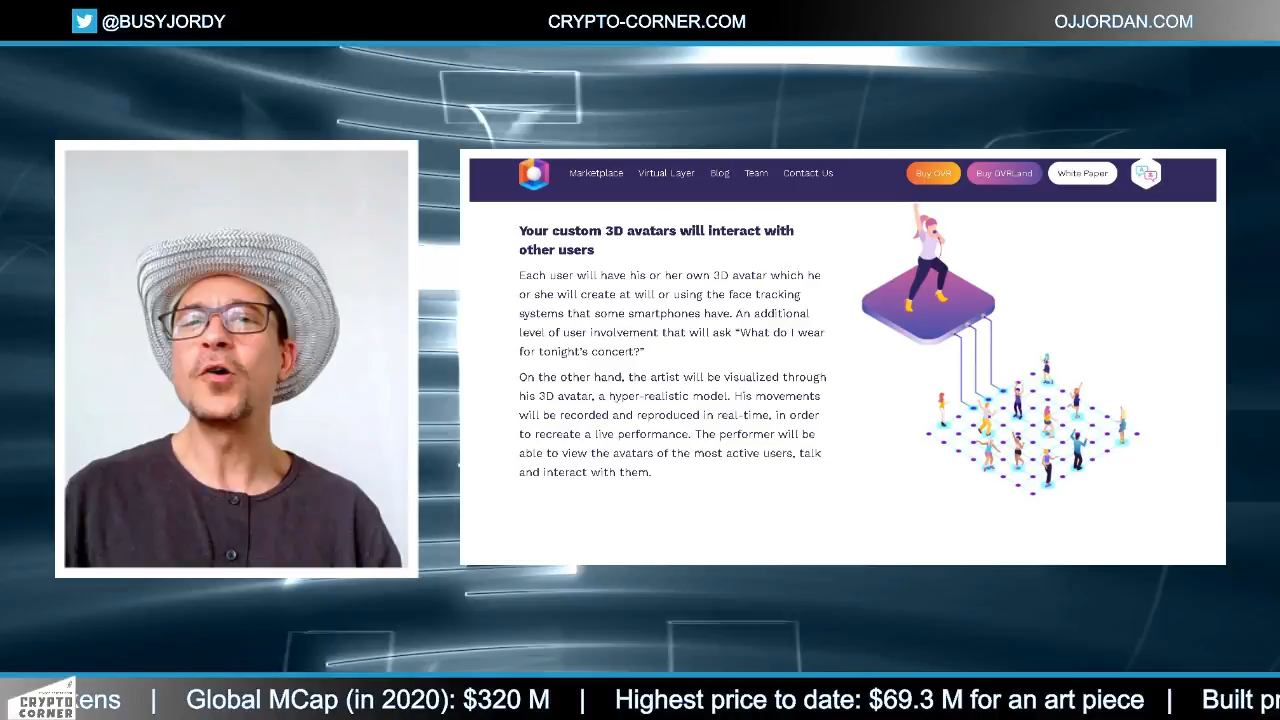 @BUSYJORDY
CRYPTO-CORNER.COM
OJJORDAN.COM
Marketplace Virtual Layer Blog Team Contact Us Buy OVR Buy OVRLand White Paper
Your custom 3D avatars will interact with
other users
Each user will have his or her own 3D avatar which he
or she will create at will or using the face tracking
systems that some smartphones have. An additional
level of user involvement that will ask “What do I wear
for tonight’s concert?”
On the other hand, the artist will be visualized through
his 3D avatar, a hyper-realistic model. His movements
will be recorded and reproduced in real-time, in order
to recreate a live performance. The performer will be
able to view the avatars of the most active users, talk
and interact with them.
CRYPTO
CORNER
kens | Global MCap (in 2020): $320 M | Highest price to date: $69.3 M for an art piece | Built pr